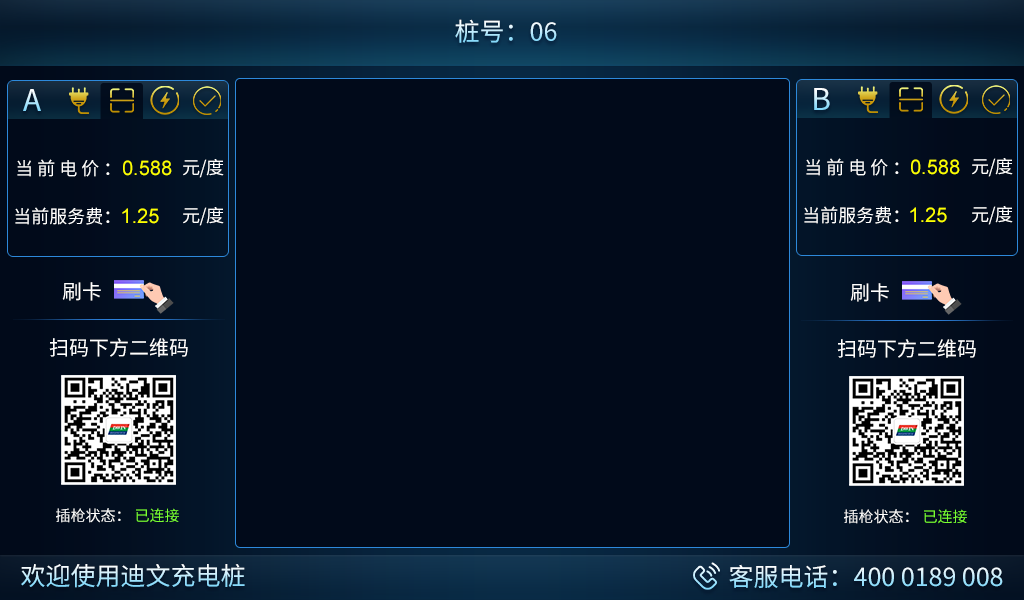 桩号：06
A
当前电价：0.588 元/度
当前服务费：1.25 元/度
刷卡
扫码下方二维码
插枪状态：已连接
B
当前电价：0.588 元/度
当前服务费：1.25 元/度
刷卡
扫码下方二维码
插枪状态：已连接
欢迎使用迪文充电桩
客服电话：400 0189 008